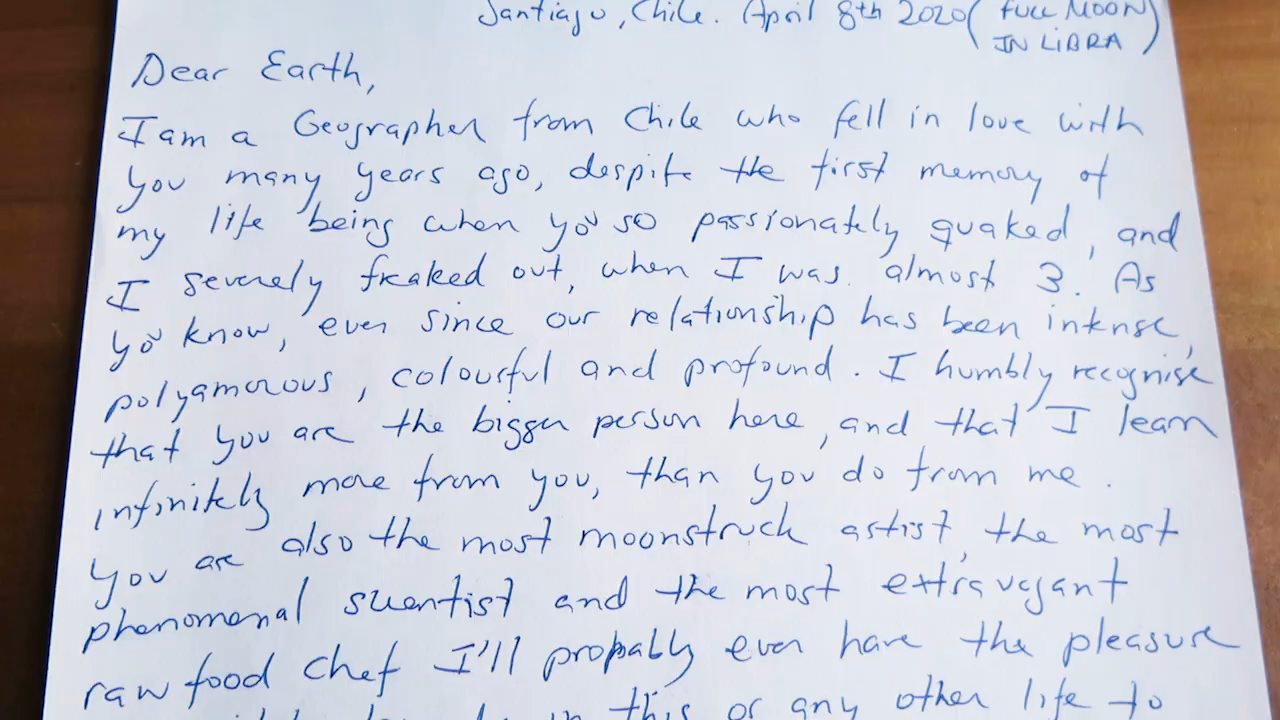 Santiago, Chile. April 8th 2020 (FULL MOON
IN LiBRA)
Dear Earth,
I am a Geographer from Chile who fell in love with
you many years ago, despite the first memory of
my life being when you so passionately quaked, and
I severely freaked out, when I was almost 3. As
you know, ever since our relationship has been intense,
polyamorous, colourful and profound. I humbly recognise
that you are the bigger person here, and that I learn
infinitely more from you, than you do from me.
You are also the most moonstruck artist, the most
phenomenal scientist and the most extravagant
raw food chef I'll probably ever have the pleasure
in this or any other life to